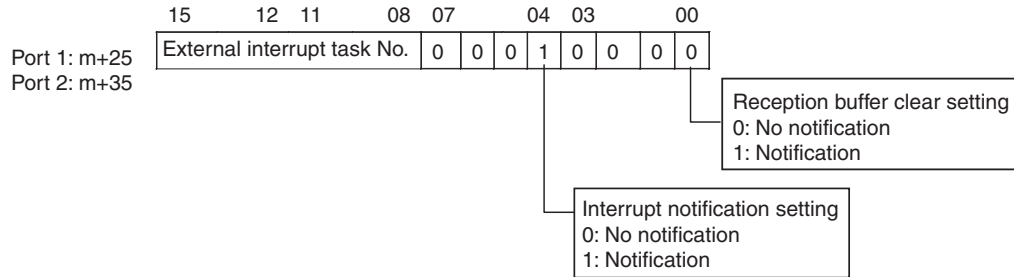 15 12 11 08 07 04 03 00
Port 1: m+25 External interrupt task No. 0 0 0 1 0 0 0 0
Port 2: m+35
Reception buffer clear setting
0: No notification
1: Notification
Interrupt notification setting
0: No notification
1: Notification